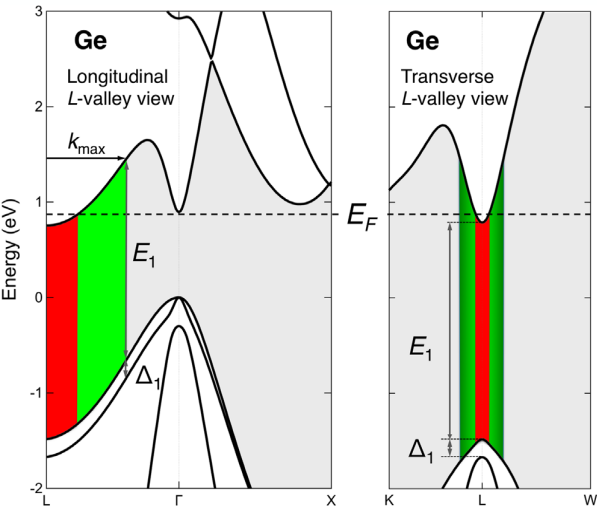 Ge
Longitudinal
L-valley view
k_max
E_1
Δ_1
Energy (eV)
3
2
1
0
-1
-2
L
Γ
X
E_F
Ge
Transverse
L-valley view
E_1
Δ_1
K
L
W